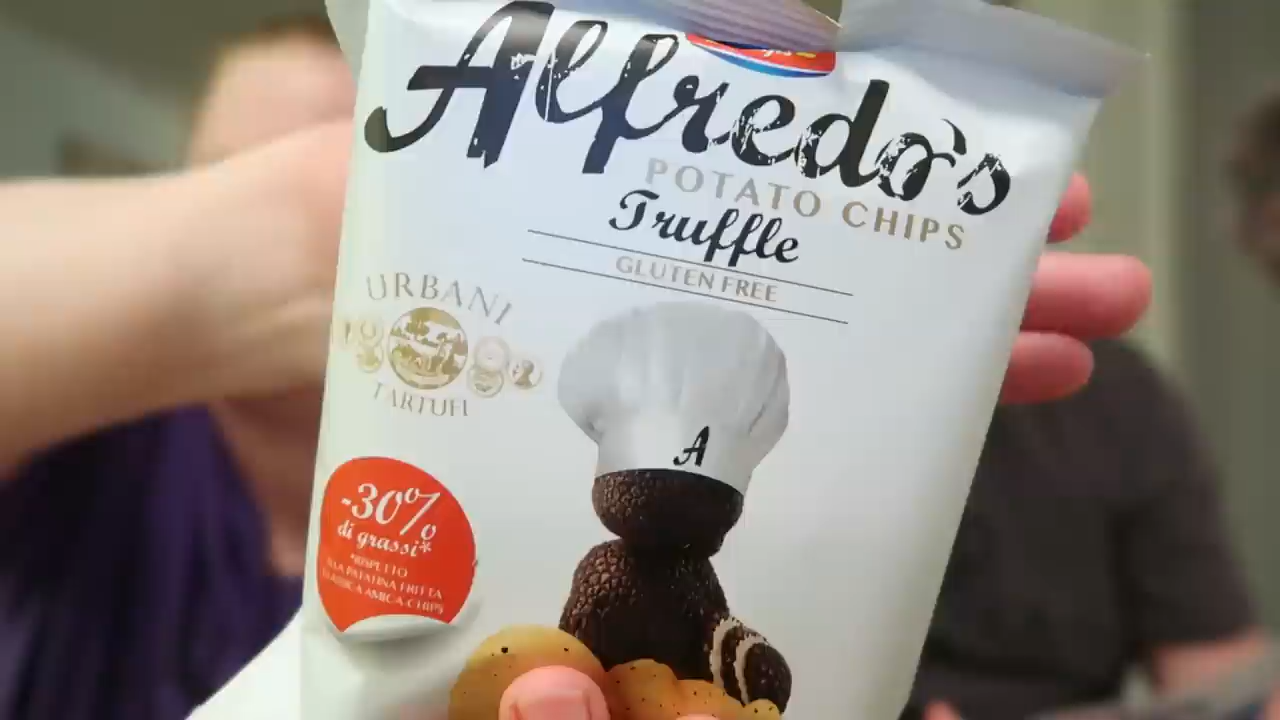 Alfredo's
POTATO CHIPS
Truffle
GLUTEN FREE
URBANI
TARTUFI
A
-30%
di grassi*
*RISPETTO
ALLA PATATINA FRITTA
CLASSICA AMICA CHIPS